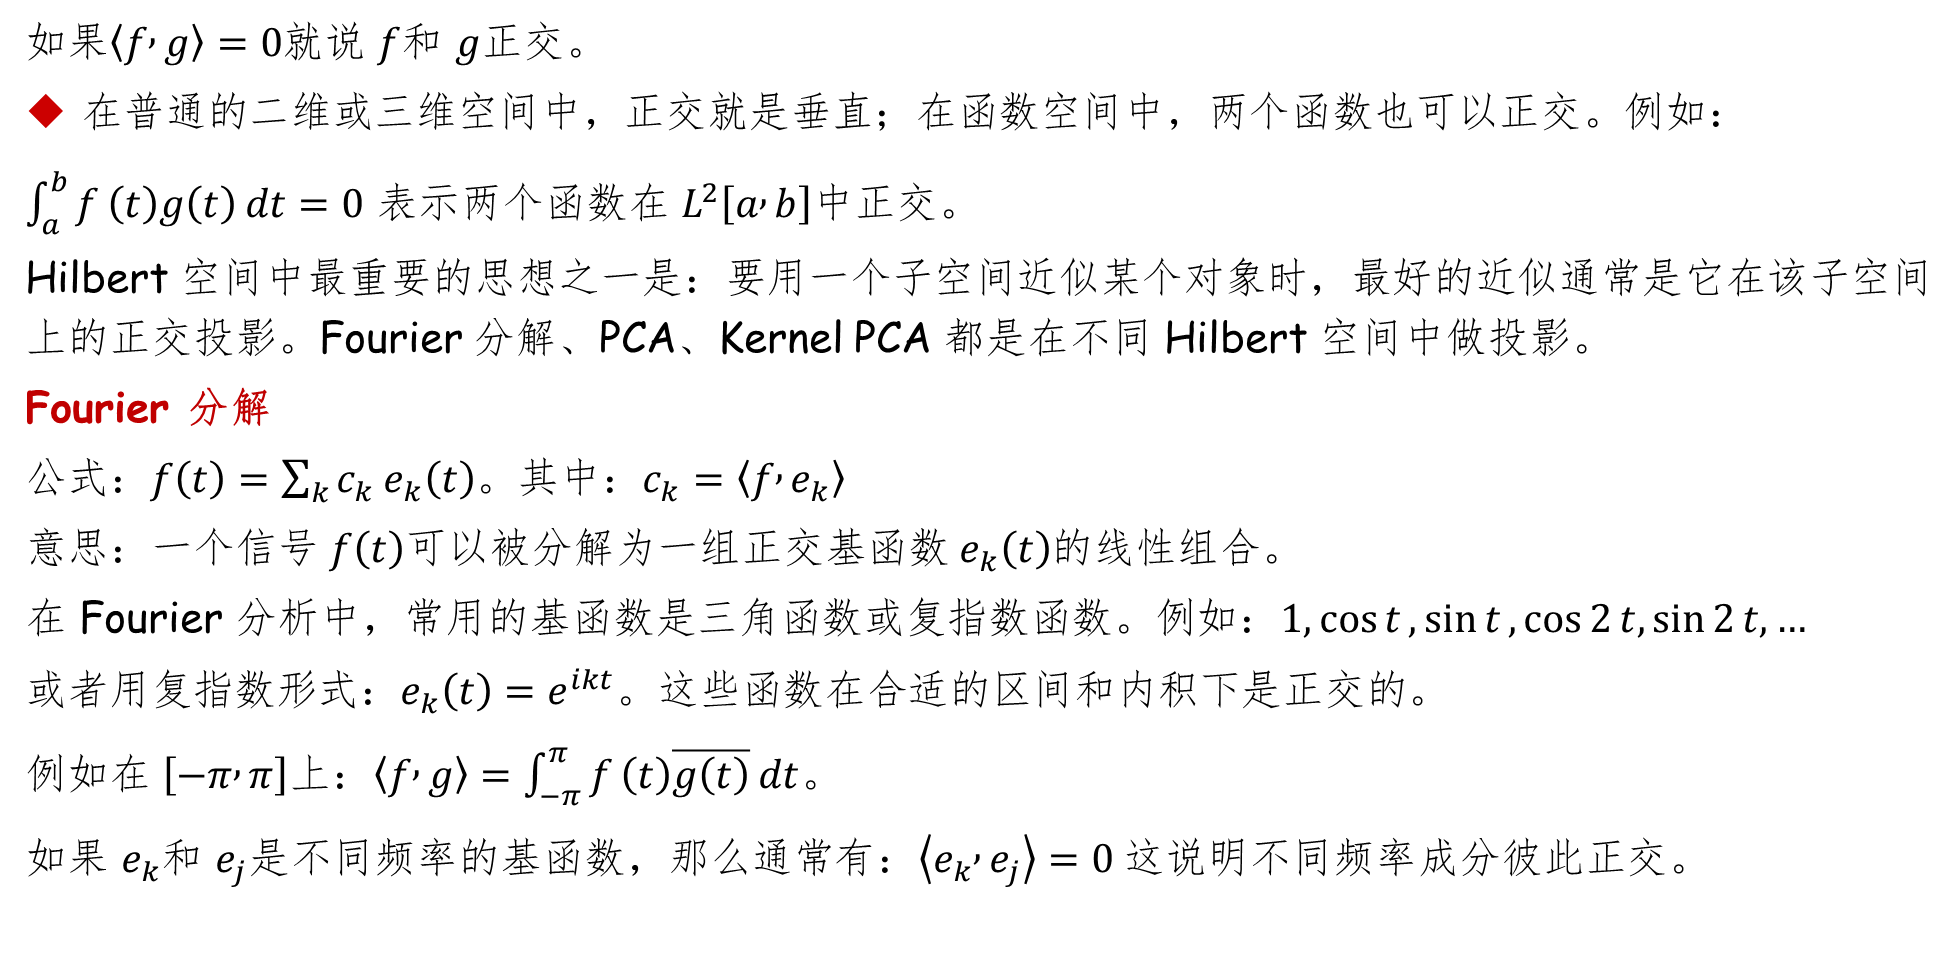 如果⟨f, g⟩ = 0就说 f和 g正交。
◆ 在普通的二维或三维空间中，正交就是垂直；在函数空间中，两个函数也可以正交。例如：
∫_a^b f (t)g(t) dt = 0 表示两个函数在 L²[a, b]中正交。
Hilbert 空间中最重要的思想之一是：要用一个子空间近似某个对象时，最好的近似通常是它在该子空间
上的正交投影。Fourier 分解、PCA、Kernel PCA 都是在不同 Hilbert 空间中做投影。
Fourier 分解
公式：f(t) = ∑_k c_k e_k(t)。其中：c_k = ⟨f, e_k⟩
意思：一个信号 f(t)可以被分解为一组正交基函数 e_k(t)的线性组合。
在 Fourier 分析中，常用的基函数是三角函数或复指数函数。例如：1, cos t , sin t , cos 2 t, sin 2 t, …
或者用复指数形式：e_k(t) = e^{ikt}。这些函数在合适的区间和内积下是正交的。
例如在 [−π, π]上：⟨f, g⟩ = ∫_{−π}^{π} f (t)\overline{g(t)} dt。
如果 e_k和 e_j是不同频率的基函数，那么通常有：⟨e_k, e_j⟩ = 0 这说明不同频率成分彼此正交。